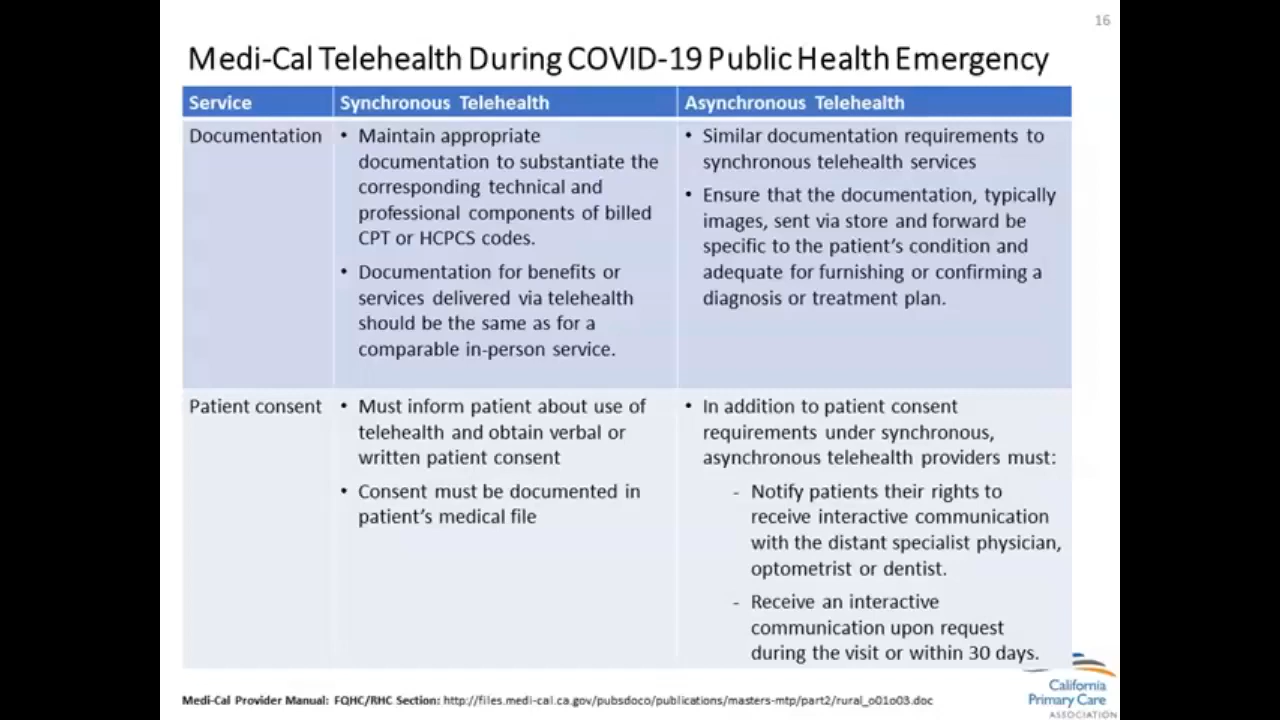 16
Medi-Cal Telehealth During COVID-19 Public Health Emergency
Service
Synchronous Telehealth
Asynchronous Telehealth
Documentation
• Maintain appropriate
documentation to substantiate the
corresponding technical and
professional components of billed
CPT or HCPCS codes.
• Documentation for benefits or
services delivered via telehealth
should be the same as for a
comparable in-person service.
• Similar documentation requirements to
synchronous telehealth services
• Ensure that the documentation, typically
images, sent via store and forward be
specific to the patient's condition and
adequate for furnishing or confirming a
diagnosis or treatment plan.
Patient consent
• Must inform patient about use of
telehealth and obtain verbal or
written patient consent
• Consent must be documented in
patient's medical file
• In addition to patient consent
requirements under synchronous,
asynchronous telehealth providers must:
- Notify patients their rights to
receive interactive communication
with the distant specialist physician,
optometrist or dentist.
- Receive an interactive
communication upon request
during the visit or within 30 days.
Medi-Cal Provider Manual: FQHC/RHC Section: http://files.medi-cal.ca.gov/pubsdoco/publications/masters-mtp/part2/rural_o01o03.doc
California
Primary Care
ASSOCIATION